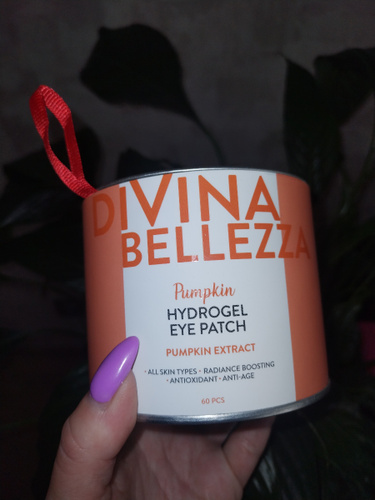 DIVINA
BELLEZZA
Pumpkin
HYDROGEL
EYE PATCH
PUMPKIN EXTRACT
· ALL SKIN TYPES · RADIANCE BOOSTING
· ANTIOXIDANT · ANTI-AGE
60 PCS